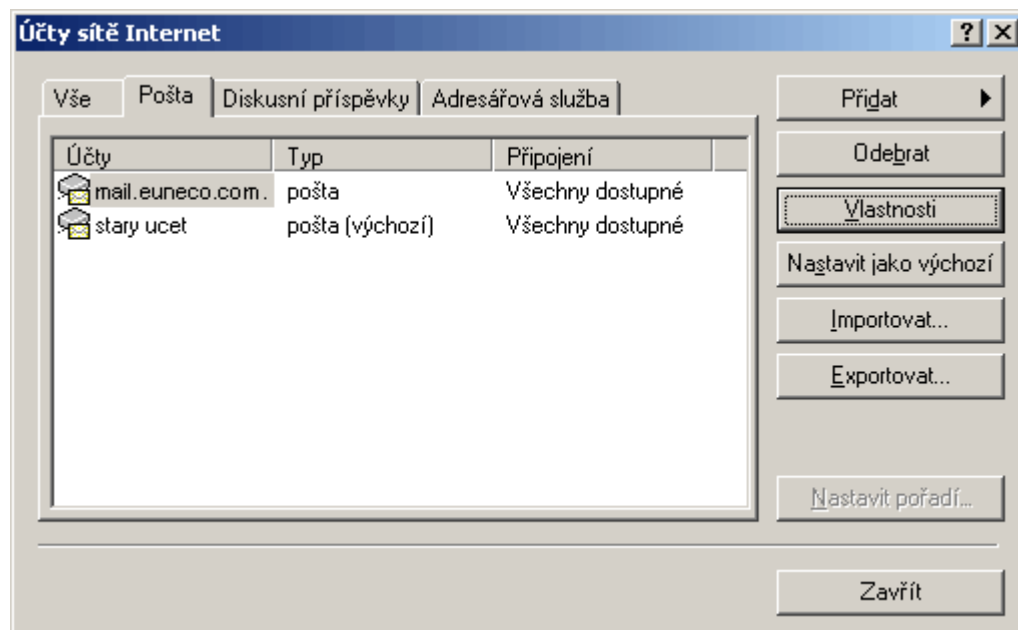 Účty sítě Internet
Vše Pošta Diskusní příspěvky Adresářová služba
Účty Typ Připojení
mail.euneco.com. pošta Všechny dostupné
stary ucet pošta (výchozí) Všechny dostupné
Přidat
Odebrat
Vlastnosti
Nastavit jako výchozí
Importovat...
Exportovat...
Nastavit pořadí...
Zavřít